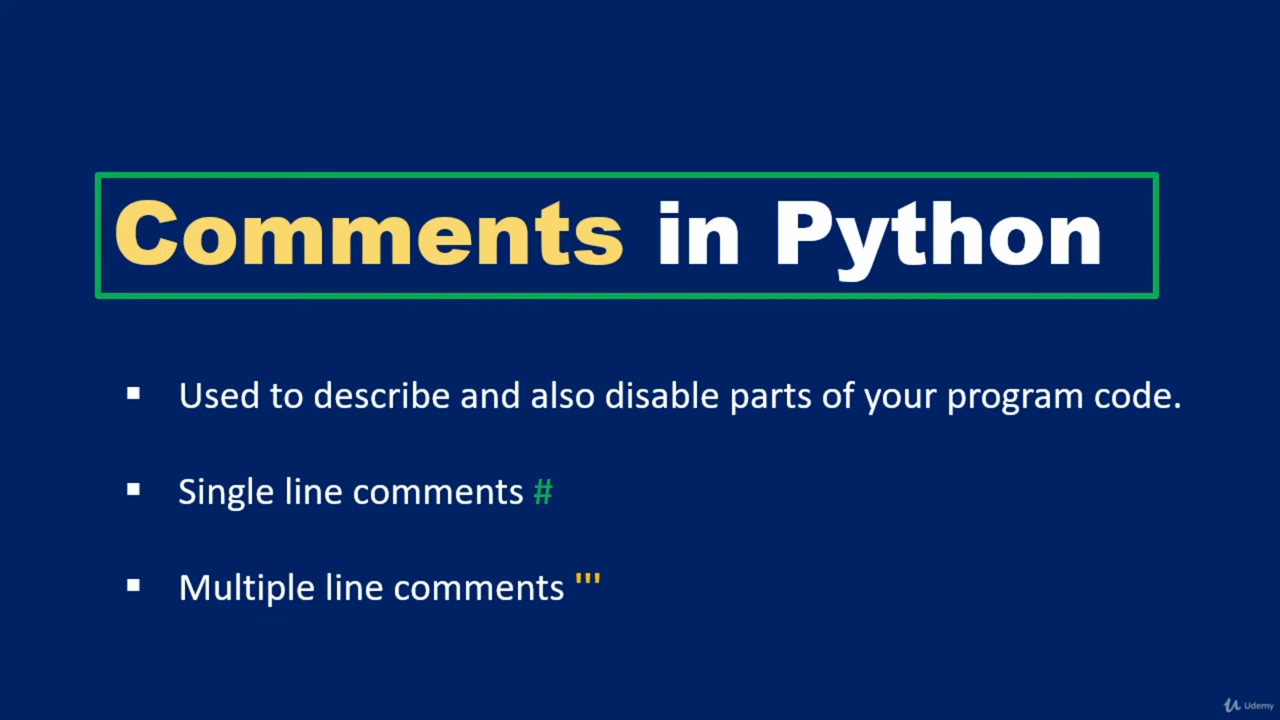 Comments in Python
▪ Used to describe and also disable parts of your program code.
▪ Single line comments #
▪ Multiple line comments '''
Udemy